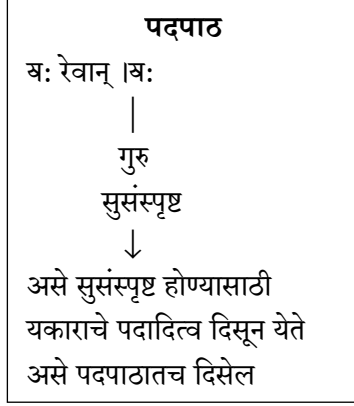 पदपाठ
य॒: रेवान् ।य॒:
गुरु
सुसंस्पृष्ट
असे सुसंस्पृष्ट होण्यासाठी
यकाराचे पदादित्व दिसून येते
असे पदपाठातच दिसेल